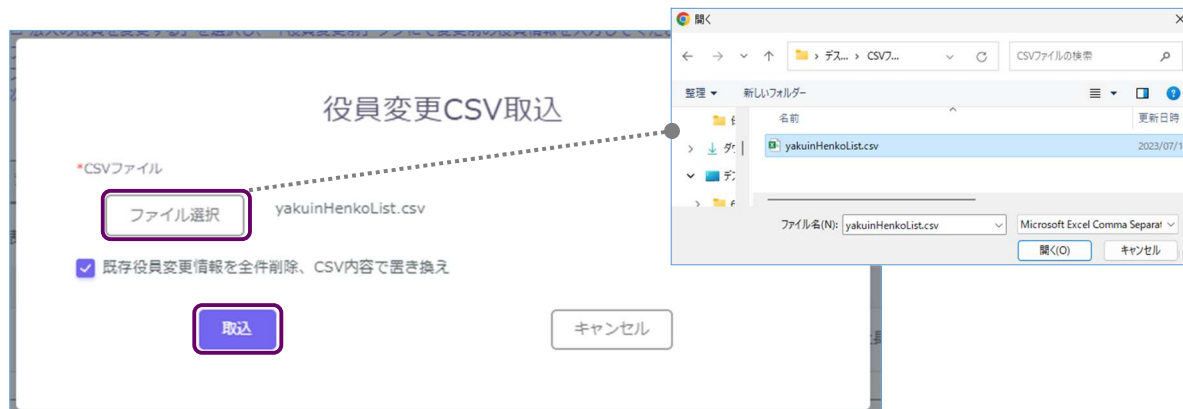 役員変更CSV取込
*CSVファイル
ファイル選択
yakuinHenkoList.csv
既存役員変更情報を全件削除、CSV内容で置き換え
取込
キャンセル
開く
デス... › CSVフ...
CSVファイルの検索
整理
新しいフォルダー
名前
更新日時
yakuinHenkoList.csv
2023/07/1
ファイル名(N):
yakuinHenkoList.csv
Microsoft Excel Comma Separat
開く(O)
キャンセル